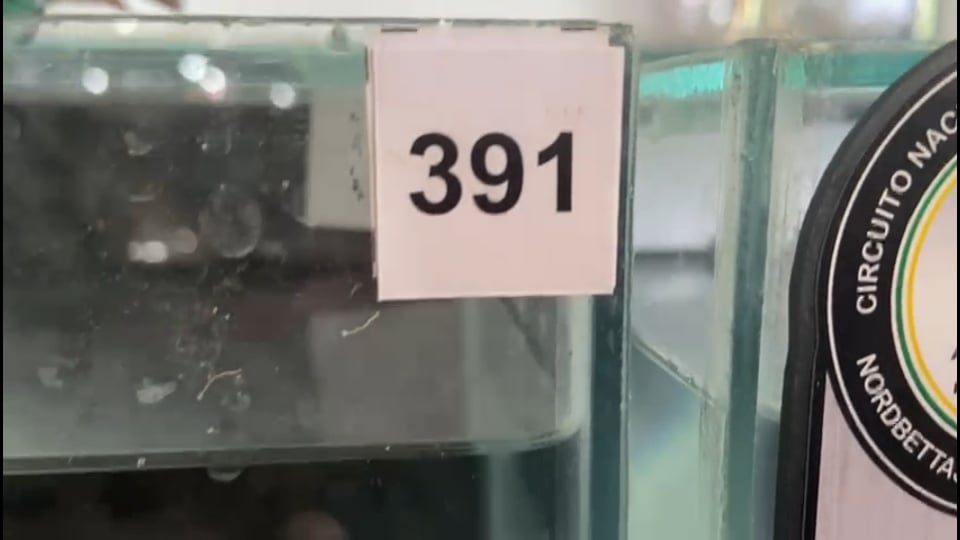 391
CIRCUITO NAC
NORDBETTAS